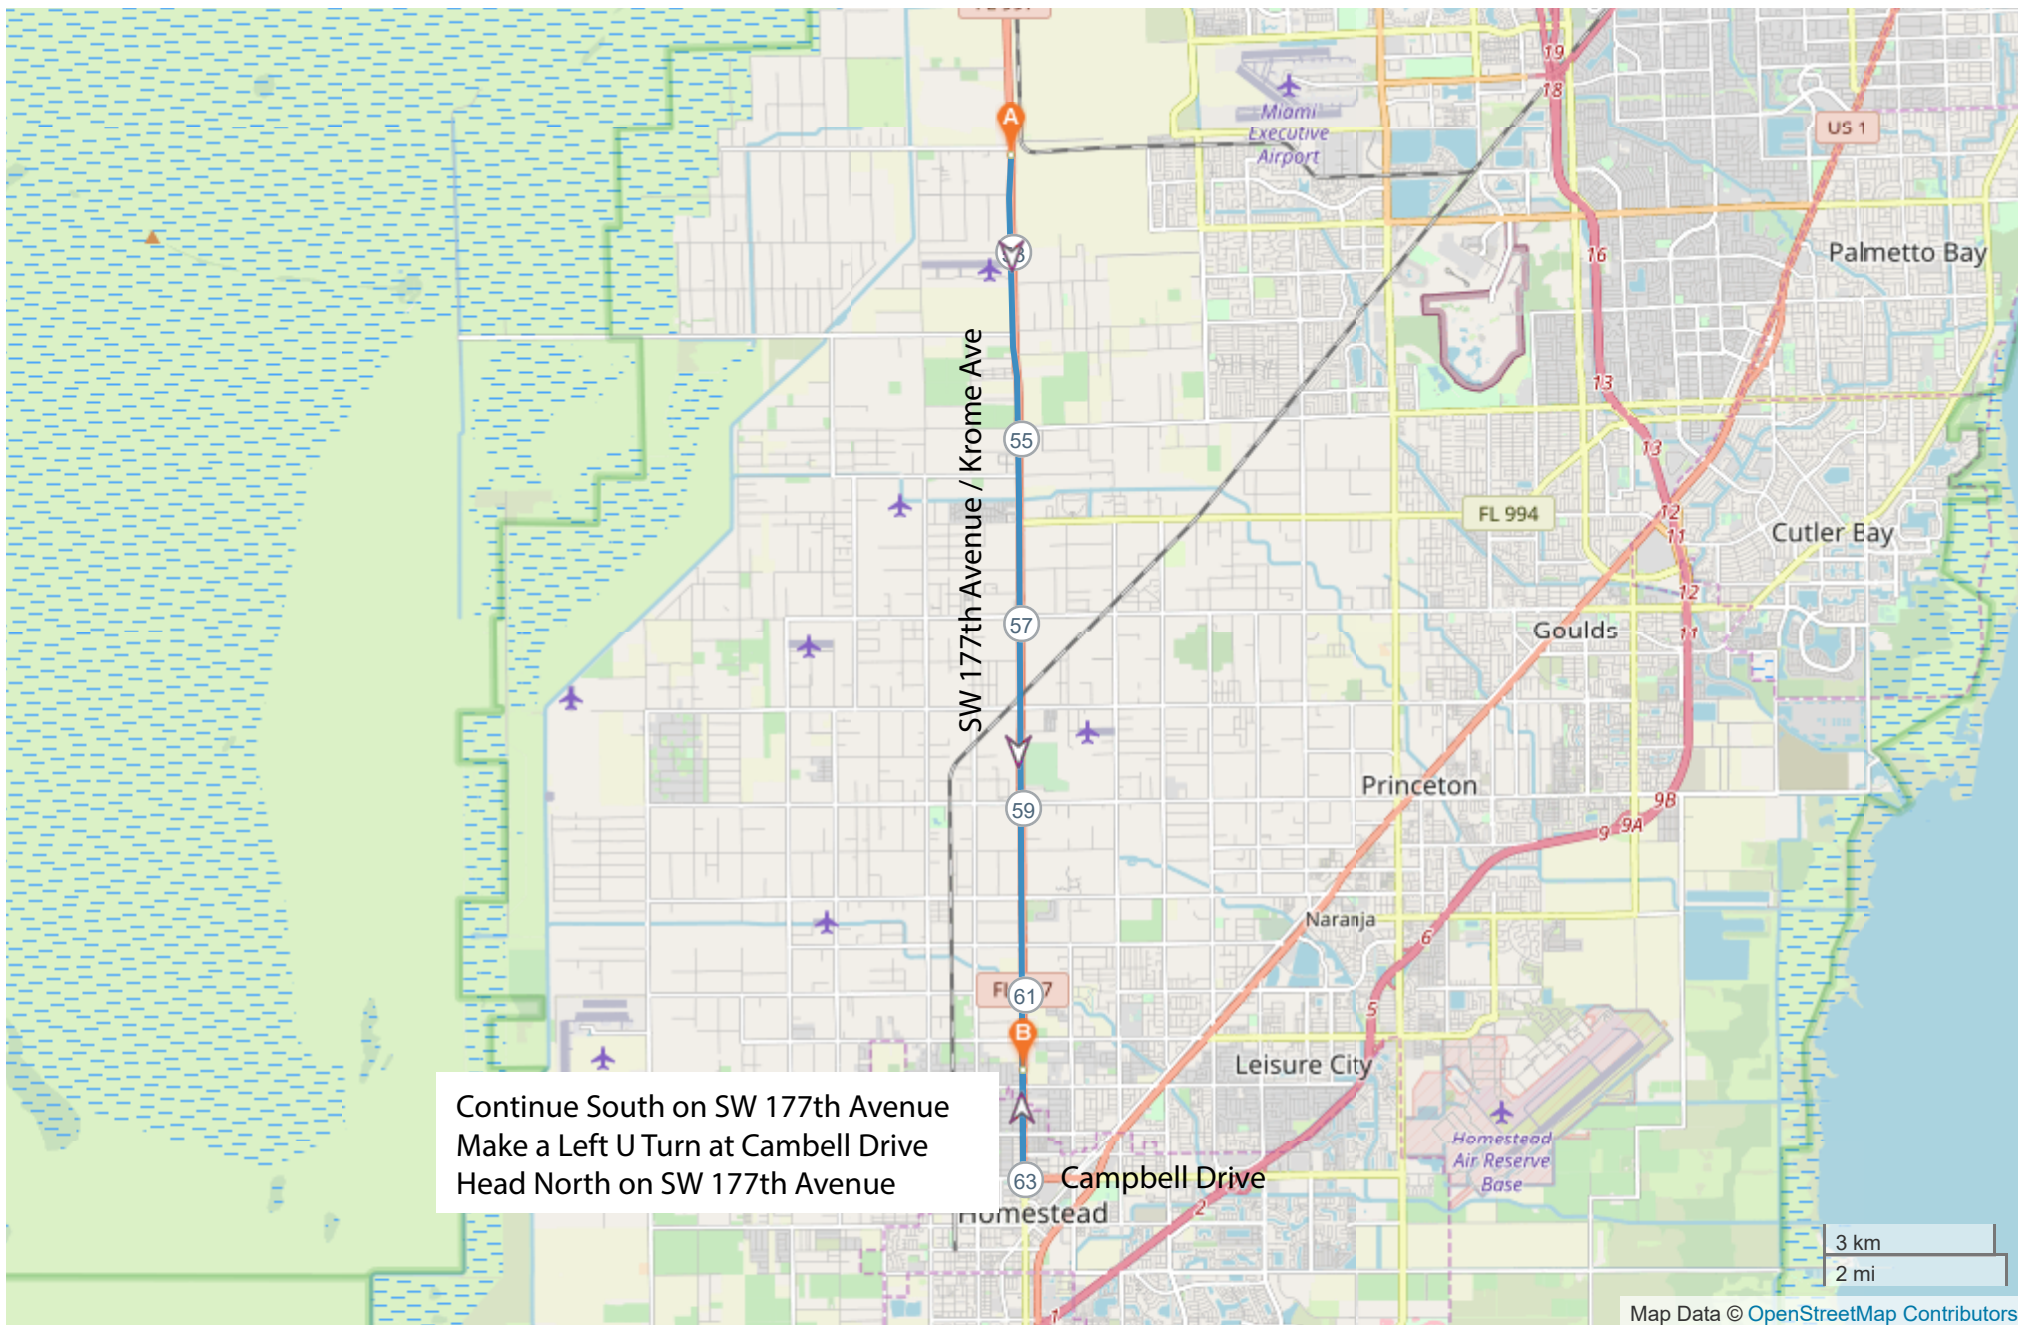 19
18
A
Miami
Executive
Airport
US 1
16
Palmetto Bay
SW 177th Avenue / Krome Ave
13
55
13
FL 994
12
11
Cutler Bay
12
57
Goulds
11
Princeton
59
9B
9A
9
Naranja
6
61
5
B
Leisure City
Continue South on SW 177th Avenue
Make a Left U Turn at Cambell Drive
Head North on SW 177th Avenue
Homestead
Air Reserve
Base
63
Campbell Drive
2
Homestead
1
3 km
2 mi
Map Data © OpenStreetMap Contributors